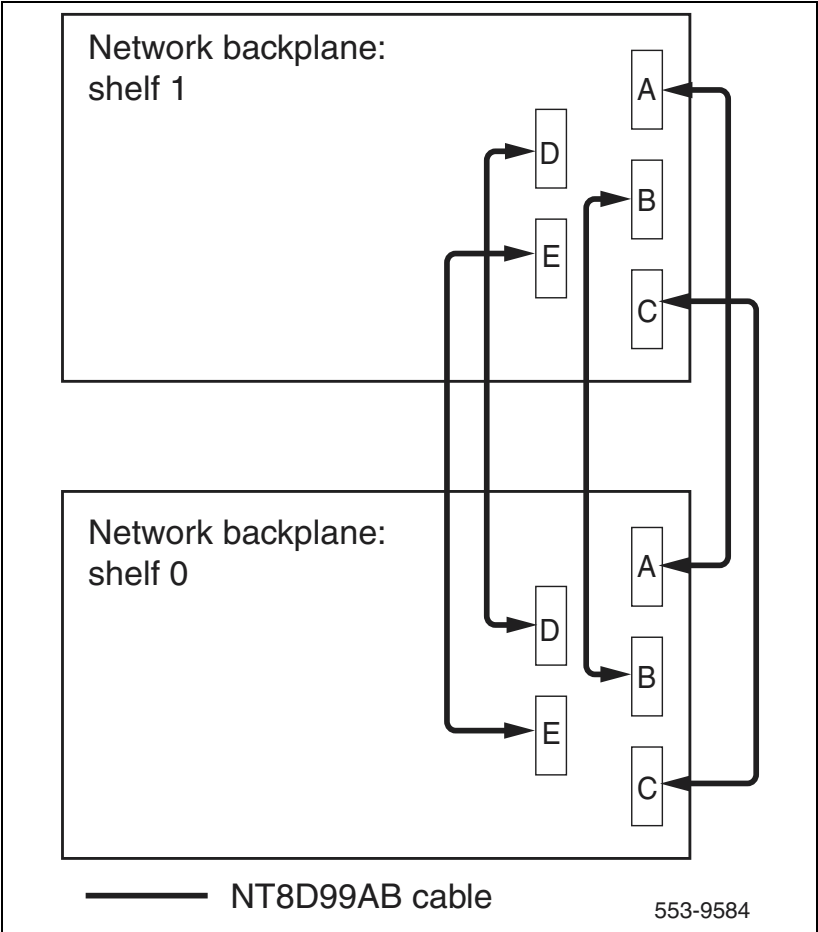 Network backplane:
shelf 1
A
D
B
E
C
Network backplane:
shelf 0
A
D
B
E
C
NT8D99AB cable
553-9584